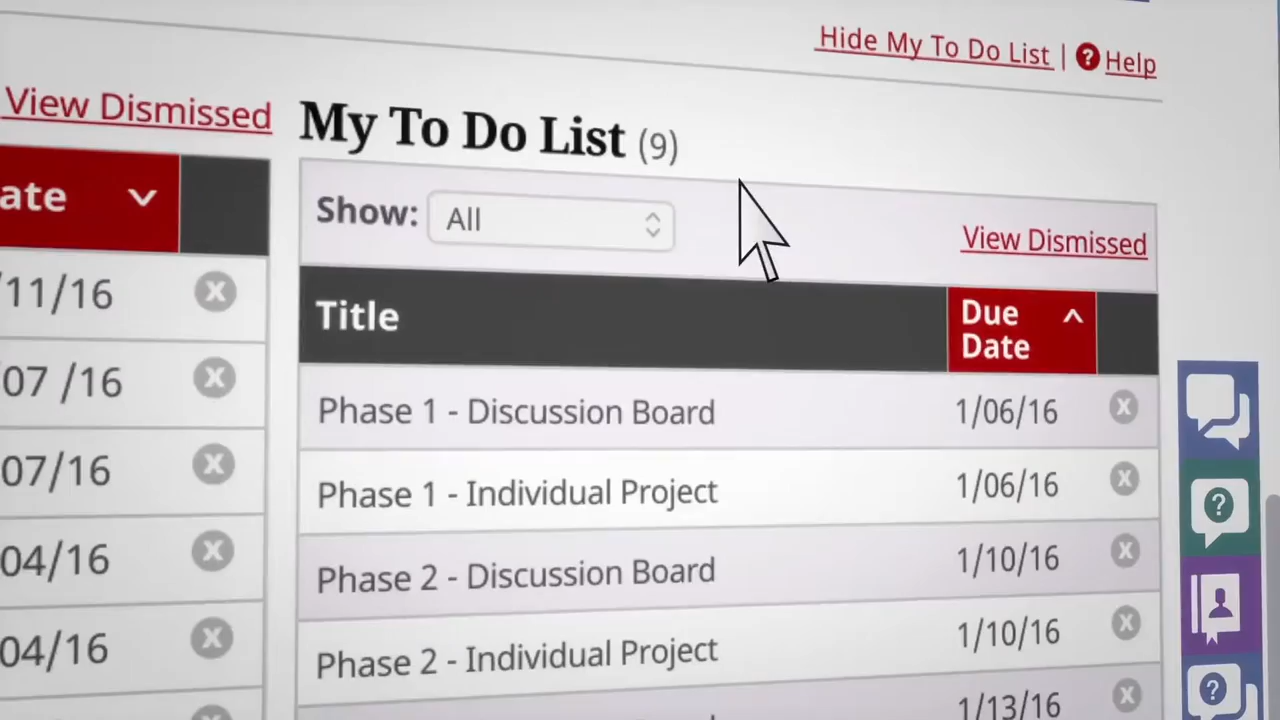 Hide My To Do List | ? Help
View Dismissed
ate
/11/16
07 /16
07/16
04/16
04/16
My To Do List (9)
Show: All
View Dismissed
Title
Due
Date
Phase 1 - Discussion Board 1/06/16
Phase 1 - Individual Project 1/06/16
Phase 2 - Discussion Board 1/10/16
Phase 2 - Individual Project 1/10/16
1/13/16